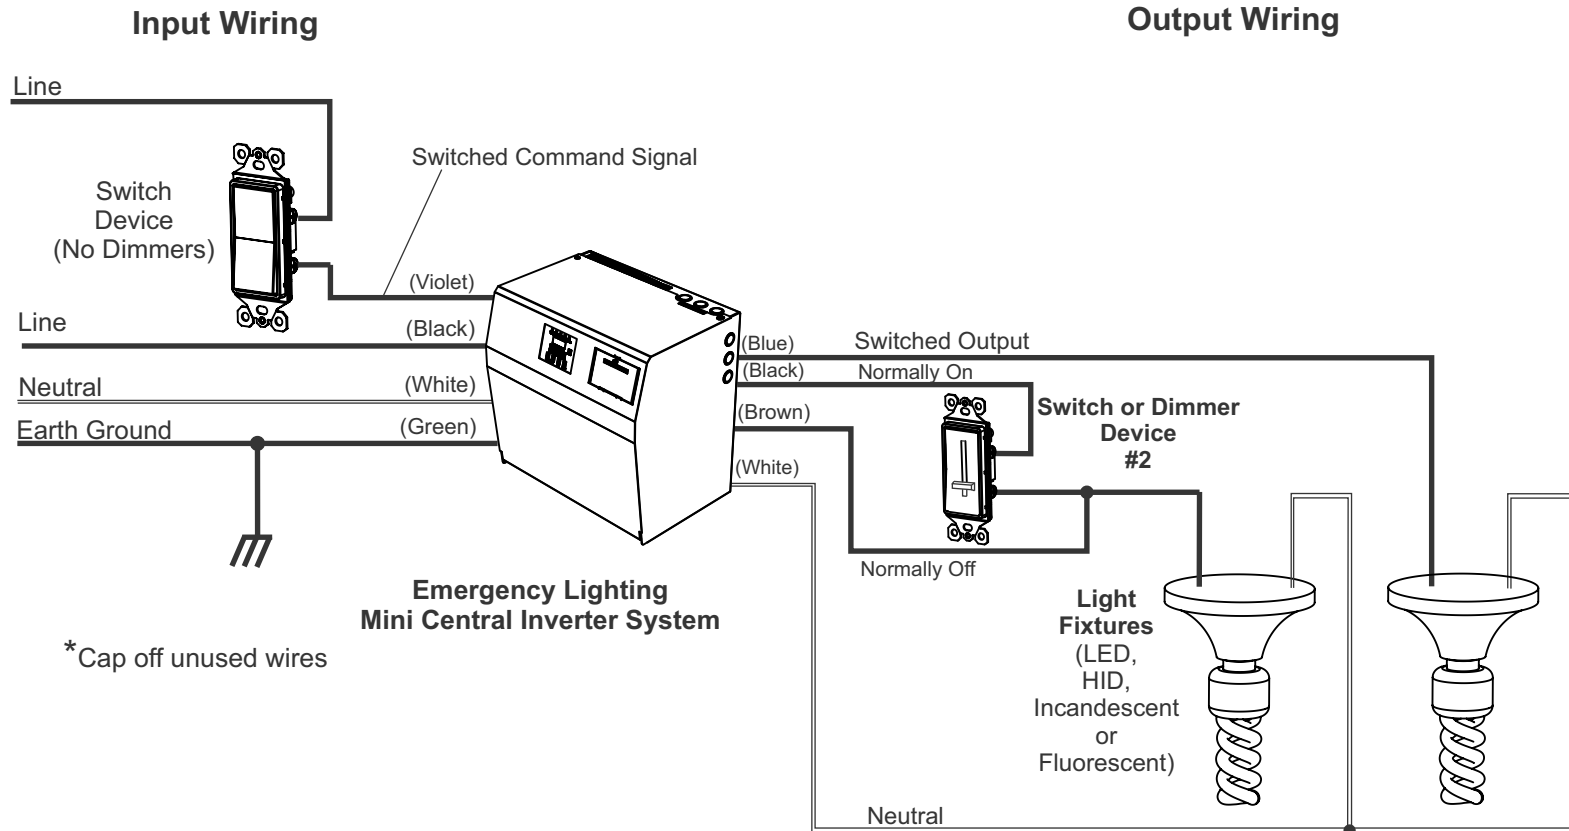 Input Wiring
Output Wiring
Line
Switched Command Signal
Switch
Device
(No Dimmers)
(Violet)
Line
(Black)
Neutral
(White)
Earth Ground
(Green)
(Blue)
Switched Output
(Black)
Normally On
(Brown)
Switch or Dimmer
Device
#2
(White)
Normally Off
Emergency Lighting
Mini Central Inverter System
*Cap off unused wires
Light
Fixtures
(LED,
HID,
Incandescent
or
Fluorescent)
Neutral